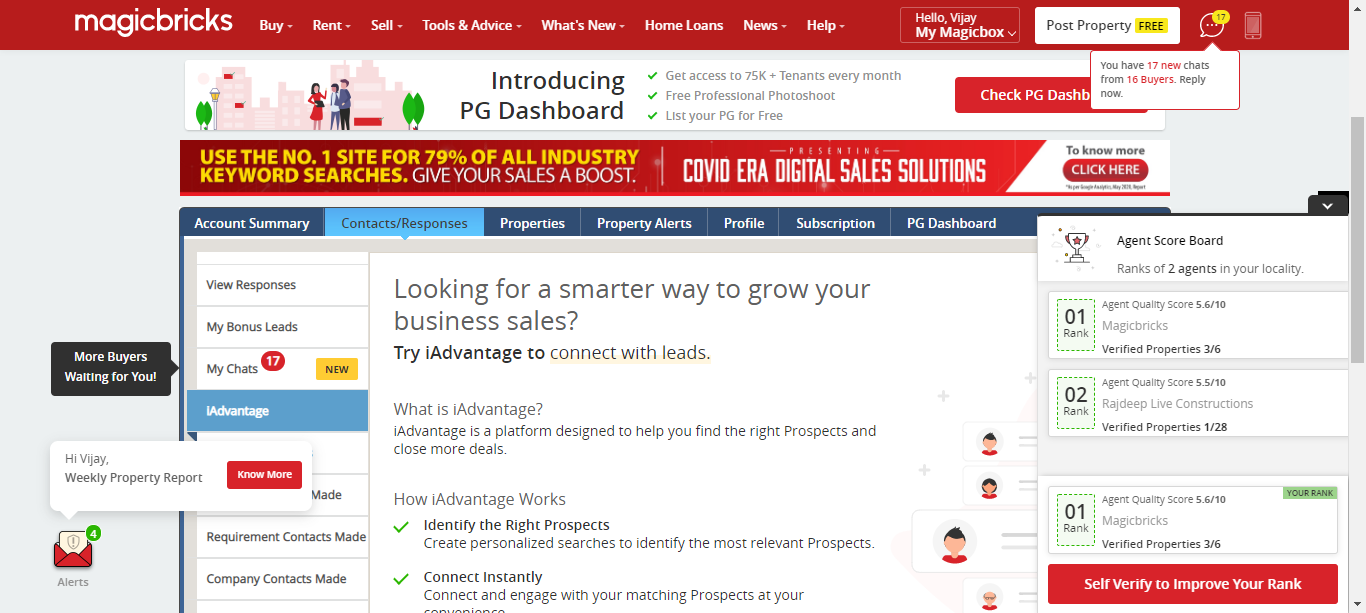 magicbricks
Buy
Rent
Sell
Tools & Advice
What's New
Home Loans
News
Help
Hello, Vijay
My Magicbox
Post Property FREE
17
You have 17 new chats
from 16 Buyers. Reply
now.
Introducing
PG Dashboard
Get access to 75K + Tenants every month
Free Professional Photoshoot
List your PG for Free
Check PG Dashb
USE THE NO. 1 SITE FOR 79% OF ALL INDUSTRY
KEYWORD SEARCHES. GIVE YOUR SALES A BOOST.
PRESENTING
COVID ERA DIGITAL SALES SOLUTIONS
To know more
CLICK HERE
*As per Google Analytics, May 2020, Report
Account Summary
Contacts/Responses
Properties
Property Alerts
Profile
Subscription
PG Dashboard
View Responses
My Bonus Leads
My Chats 17 NEW
iAdvantage
Made
Requirement Contacts Made
Company Contacts Made
More Buyers
Waiting for You!
Hi Vijay,
Weekly Property Report
Know More
4
Alerts
Looking for a smarter way to grow your
business sales?
Try iAdvantage to connect with leads.
What is iAdvantage?
iAdvantage is a platform designed to help you find the right Prospects and
close more deals.
How iAdvantage Works
Identify the Right Prospects
Create personalized searches to identify the most relevant Prospects.
Connect Instantly
Connect and engage with your matching Prospects at your
convenience.
Agent Score Board
Ranks of 2 agents in your locality.
01
Rank
Agent Quality Score 5.6/10
Magicbricks
Verified Properties 3/6
02
Rank
Agent Quality Score 5.5/10
Rajdeep Live Constructions
Verified Properties 1/28
YOUR RANK
01
Rank
Agent Quality Score 5.6/10
Magicbricks
Verified Properties 3/6
Self Verify to Improve Your Rank